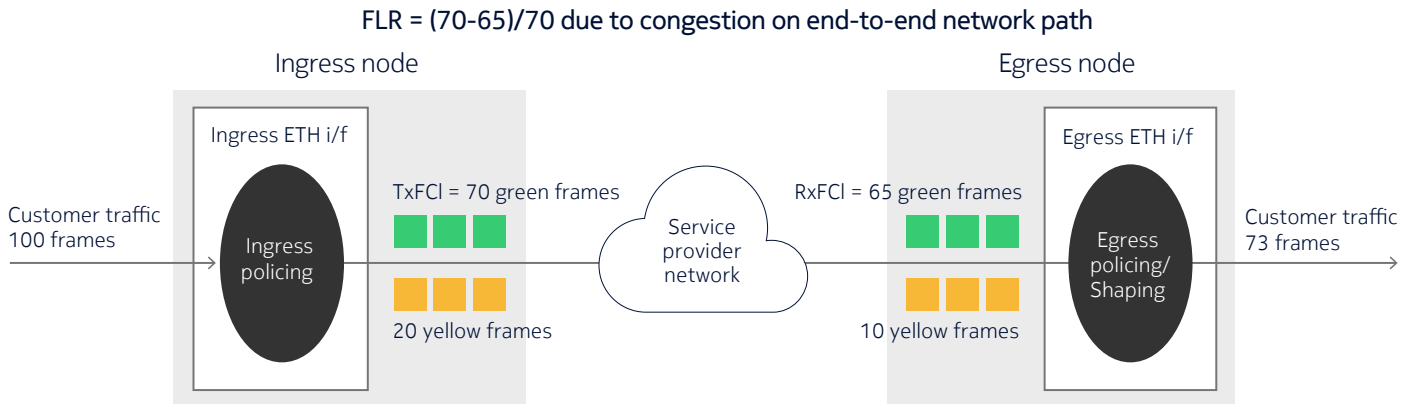 FLR = (70-65)/70 due to congestion on end-to-end network path
Ingress node
Egress node
Ingress ETH i/f
Egress ETH i/f
TxFCl = 70 green frames
RxFCl = 65 green frames
Customer traffic
100 frames
Ingress
policing
Service
provider
network
Egress
policing/
Shaping
Customer traffic
73 frames
20 yellow frames
10 yellow frames